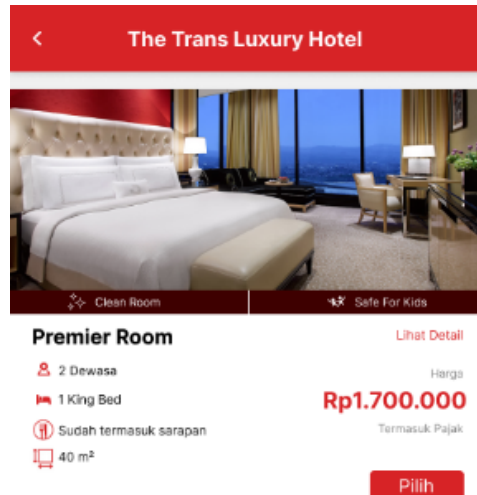 The Trans Luxury Hotel
Clean Room
Safe For Kids
Premier Room
Lihat Detail
2 Dewasa
Harga
1 King Bed
Rp1.700.000
Sudah termasuk sarapan
Termasuk Pajak
40 m²
Pilih